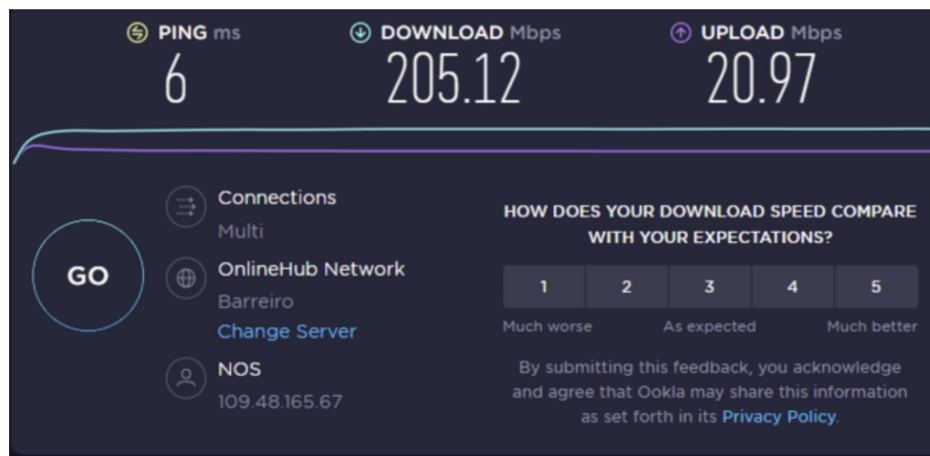 PING ms
DOWNLOAD Mbps
UPLOAD Mbps
6
205.12
20.97
Connections
Multi
OnlineHub Network
Barreiro
Change Server
NOS
109.48.165.67
GO
HOW DOES YOUR DOWNLOAD SPEED COMPARE
WITH YOUR EXPECTATIONS?
1 2 3 4 5
Much worse As expected Much better
By submitting this feedback, you acknowledge
and agree that Ookla may share this information
as set forth in its Privacy Policy.